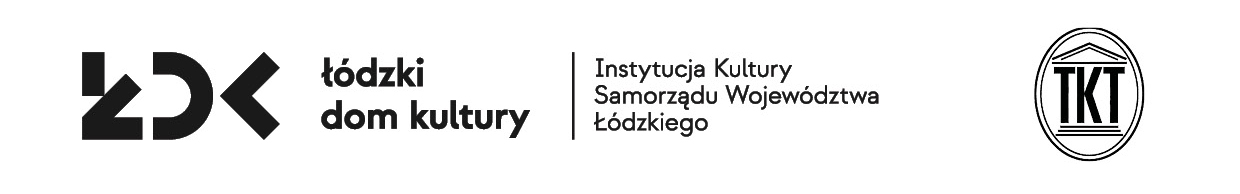 ŁDK
łódzki
dom kultury
Instytucja Kultury
Samorządu Województwa
Łódzkiego
TKT